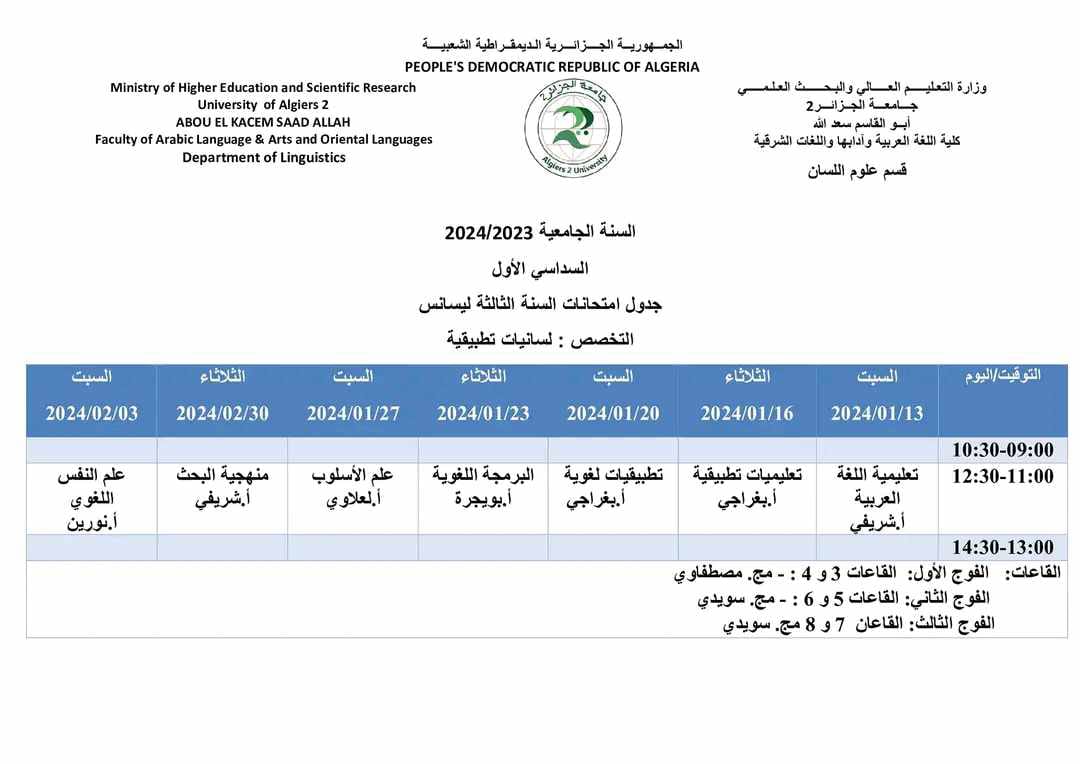 الجمهورية الجزائرية الديمقراطية الشعبية
PEOPLE'S DEMOCRATIC REPUBLIC OF ALGERIA
Ministry of Higher Education and Scientific Research
University of Algiers 2
ABOU EL KACEM SAAD ALLAH
Faculty of Arabic Language & Arts and Oriental Languages
Department of Linguistics
جامعة الجزائر2
2
Algiers 2 University
وزارة التعليم العالي والبحث العلمي
جامعة الجزائر2
أبو القاسم سعد الله
كلية اللغة العربية وآدابها واللغات الشرقية
قسم علوم اللسان
السنة الجامعية 2024/2023
السداسي الأول
جدول امتحانات السنة الثالثة ليسانس
التخصص : لسانيات تطبيقية
التوقيت/اليوم السبت الثلاثاء السبت الثلاثاء السبت الثلاثاء السبت
2024/01/13 2024/01/16 2024/01/20 2024/01/23 2024/01/27 2024/02/30 2024/02/03
10:30-09:00
12:30-11:00 تعليمية اللغة تعليميات تطبيقية تطبيقيات لغوية البرمجة اللغوية علم الأسلوب منهجية البحث علم النفس
العربية أ.بغراجي أ.بغراجي أ.بويجرة أ.لعلاوي أ.شريفي اللغوي
أ.شريفي أ.نورين
14:30-13:00
القاعات: الفوج الأول: القاعات 3 و 4 : - مج. مصطفاوي
الفوج الثاني: القاعات 5 و 6 : - مج. سويدي
الفوج الثالث: القاعان 7 و 8 مج. سويدي